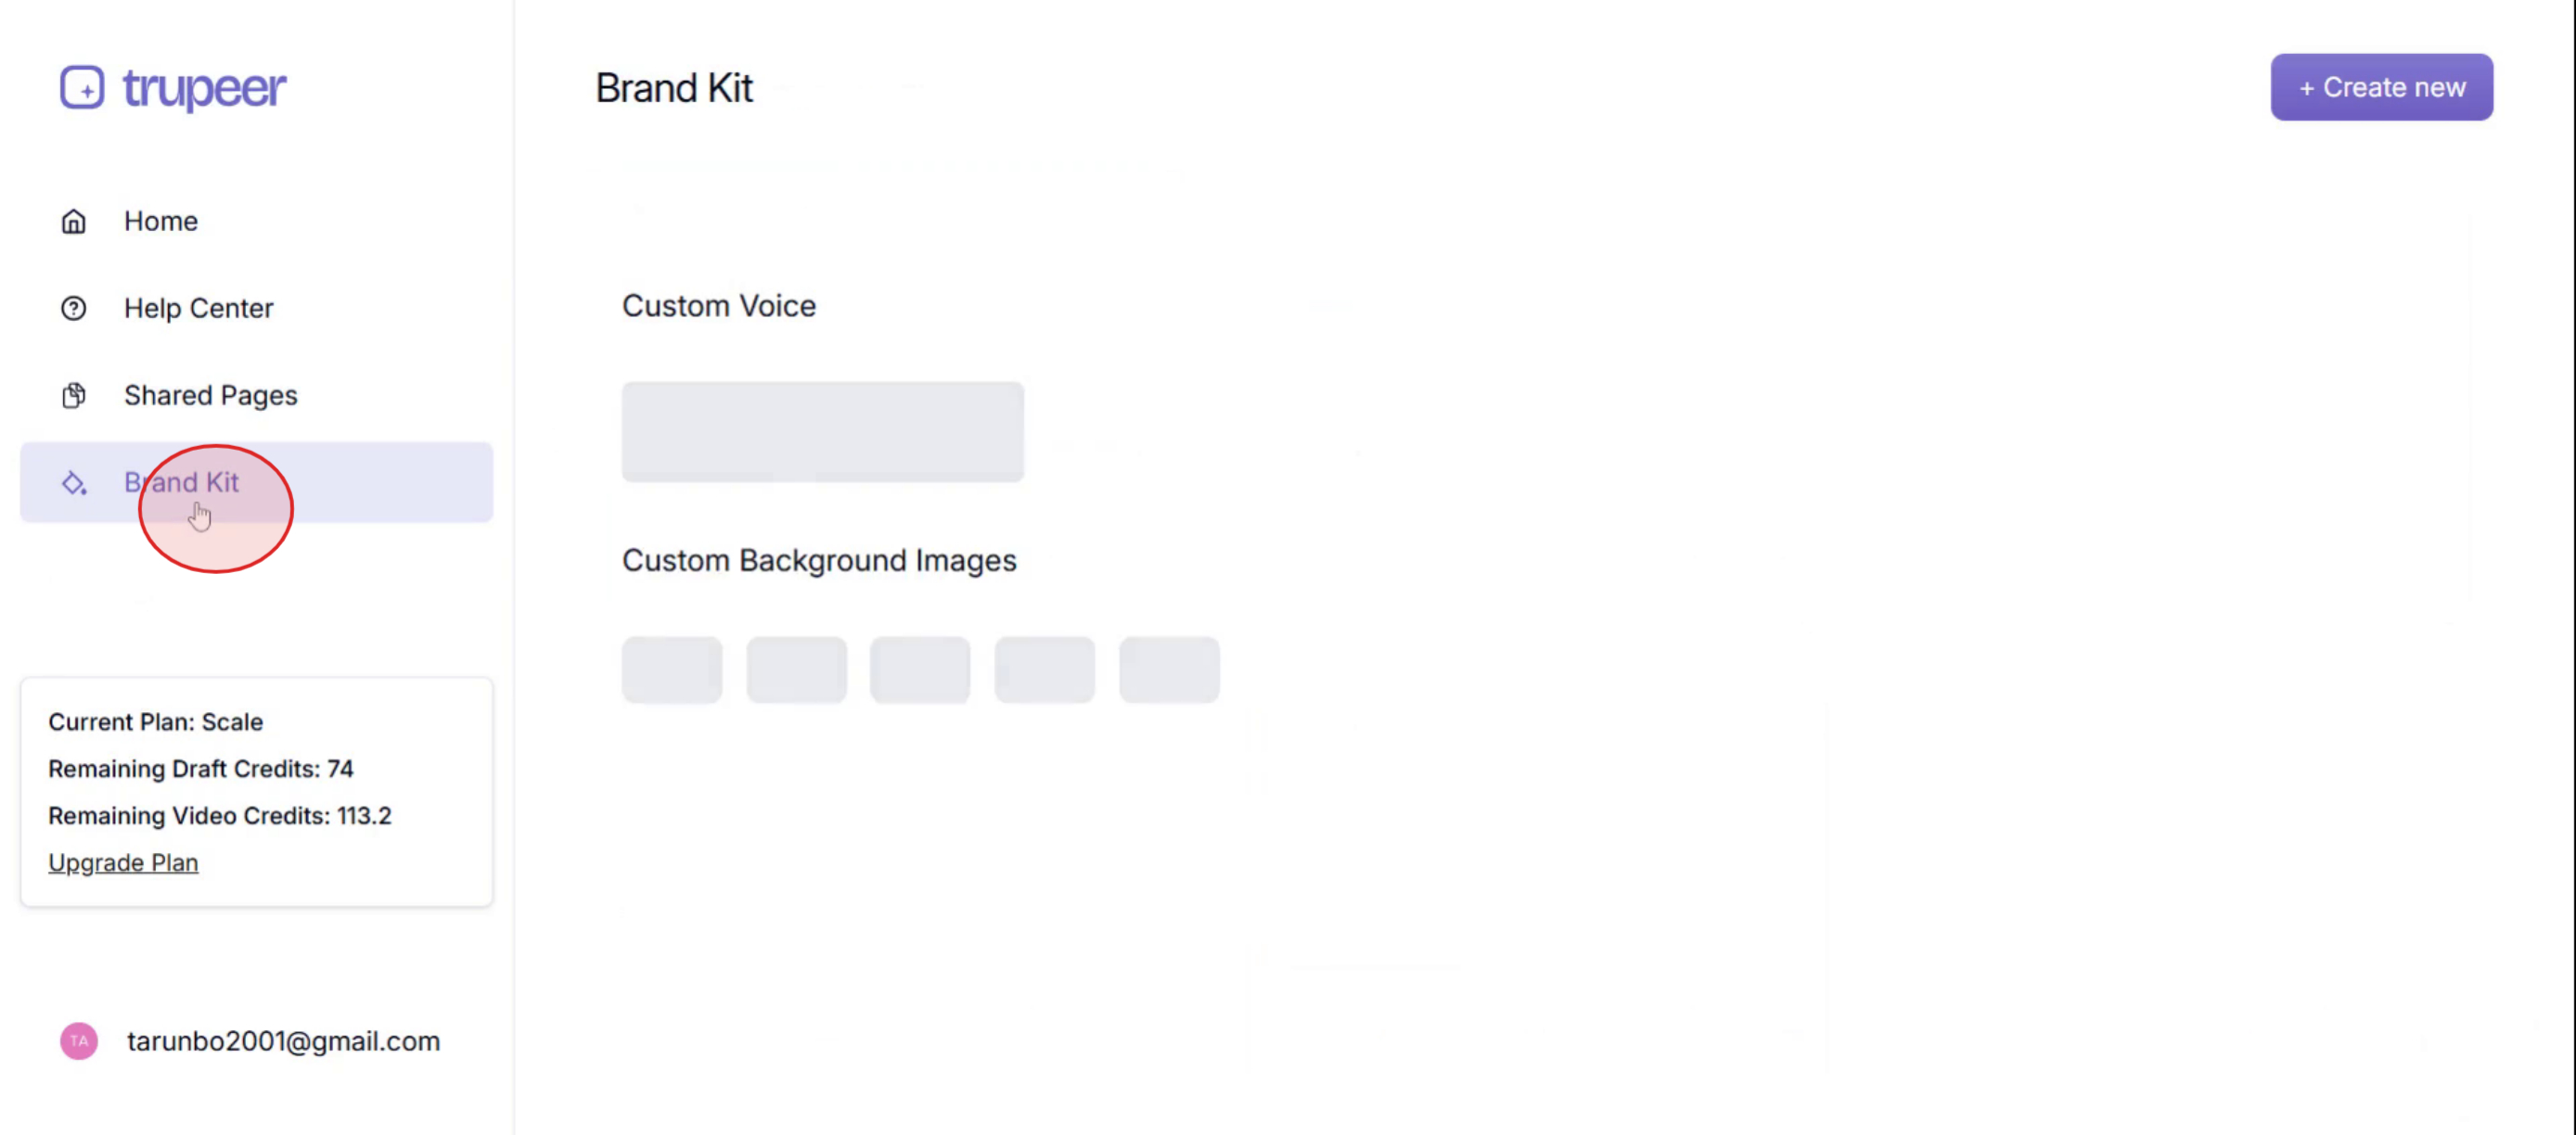 trupeer
Home
Help Center
Shared Pages
Brand Kit
Current Plan: Scale
Remaining Draft Credits: 74
Remaining Video Credits: 113.2
Upgrade Plan
TA
tarunbo2001@gmail.com
Brand Kit
+ Create new
Custom Voice
Custom Background Images